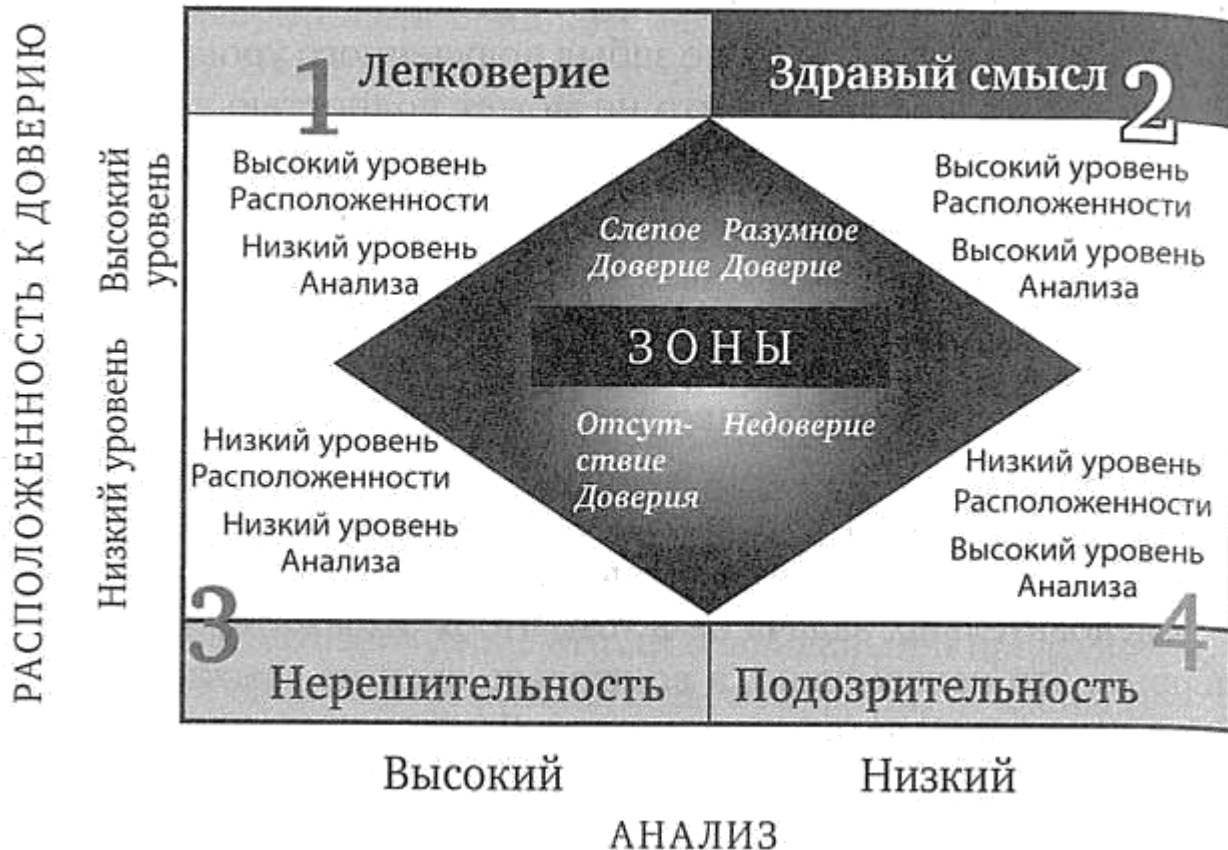 РАСПОЛОЖЕННОСТЬ К ДОВЕРИЮ
Высокий
уровень
Низкий уровень
1 Легковерие
Здравый смысл 2
Высокий уровень
Расположенности
Низкий уровень
Анализа
Высокий уровень
Расположенности
Высокий уровень
Анализа
Слепое
Доверие
Разумное
Доверие
ЗОНЫ
Отсут-
ствие
Доверия
Недоверие
Низкий уровень
Расположенности
Низкий уровень
Анализа
Низкий уровень
Расположенности
Высокий уровень
Анализа
3 Нерешительность
4 Подозрительность
Высокий
Низкий
АНАЛИЗ